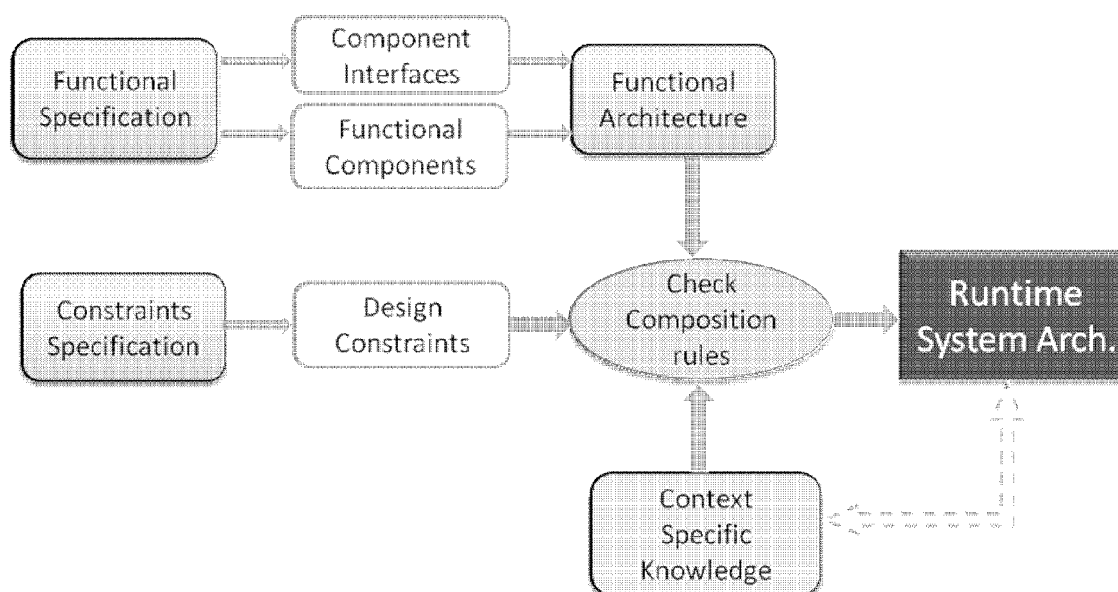 Functional
Specification
Component
Interfaces
Functional
Components
Functional
Architecture
Constraints
Specification
Design
Constraints
Check
Composition
rules
Runtime
System Arch.
Context
Specific
Knowledge